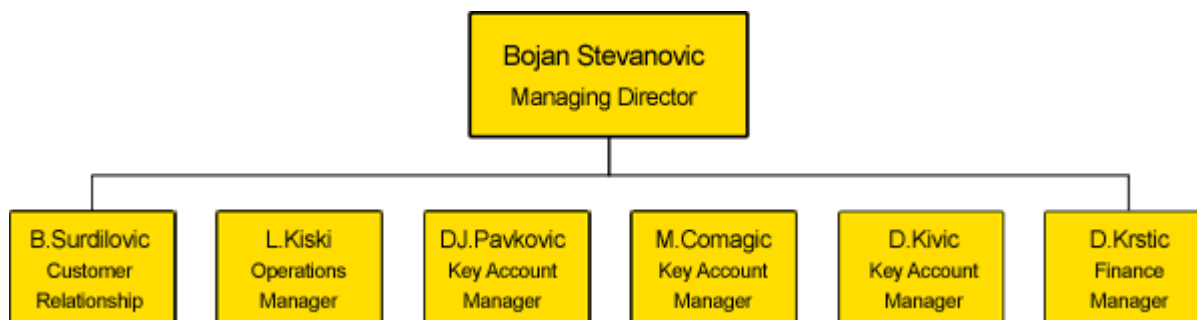 Bojan Stevanovic
Managing Director
B.Surdilovic
Customer
Relationship
L.Kiski
Operations
Manager
DJ.Pavkovic
Key Account
Manager
M.Comagic
Key Account
Manager
D.Kivic
Key Account
Manager
D.Krstic
Finance
Manager